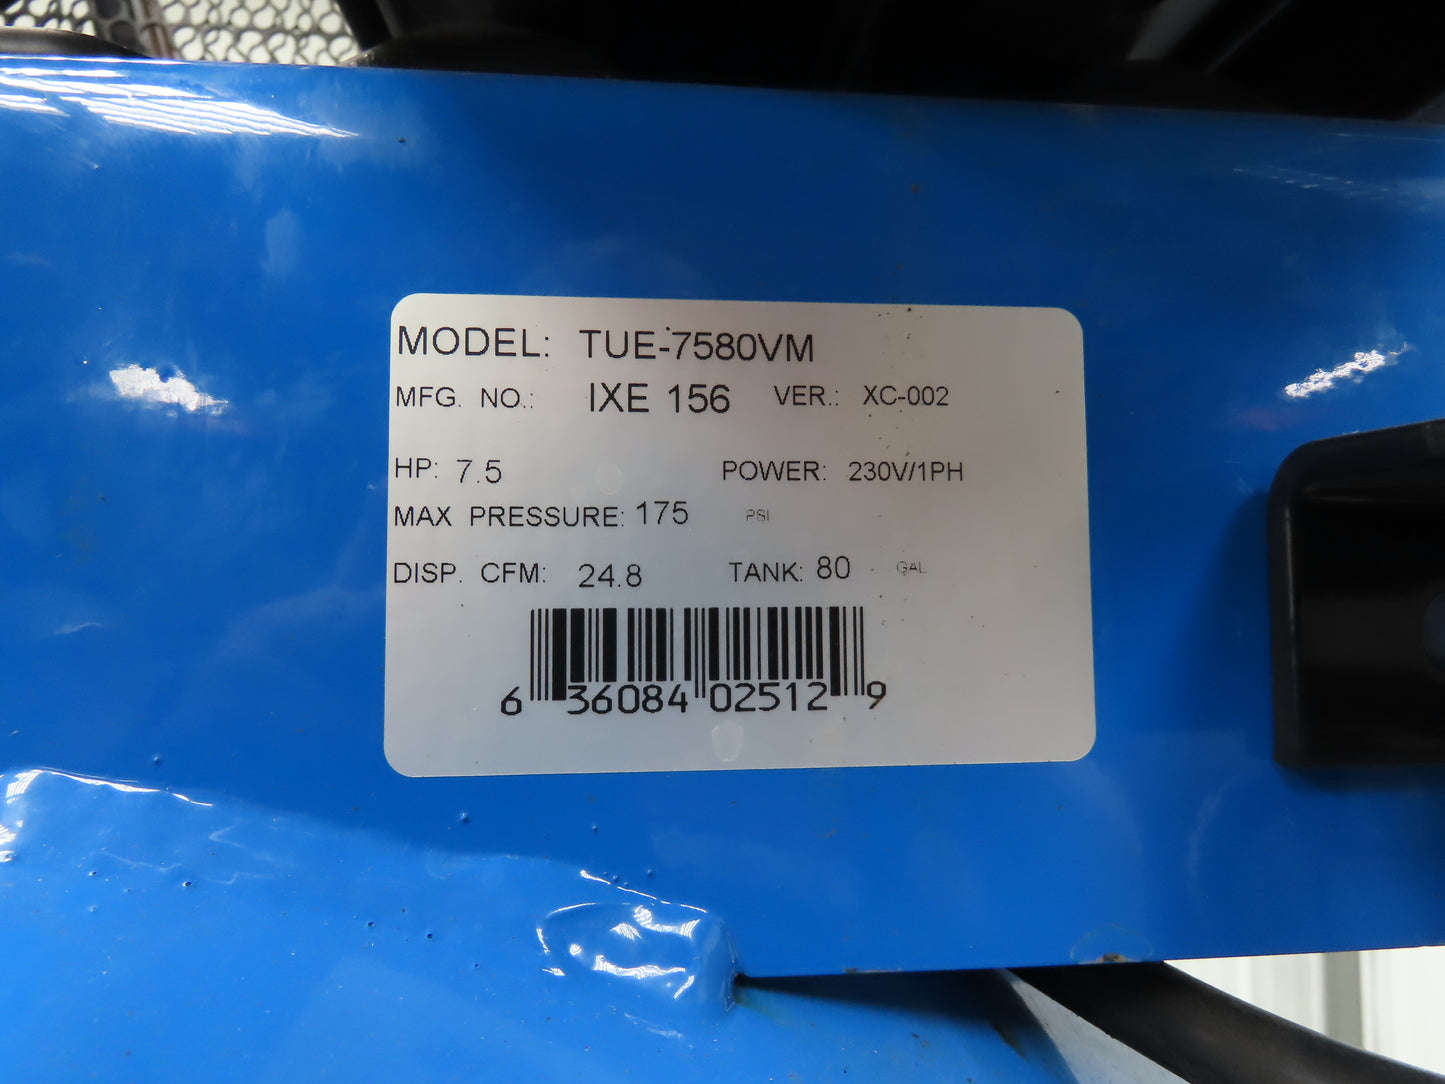 MODEL: TUE-7580VM
MFG. NO.: IXE 156 VER.: XC-002
HP: 7.5 POWER: 230V/1PH
MAX PRESSURE: 175 PSI
DISP. CFM: 24.8 TANK: 80 GAL
6 36084 02512 9